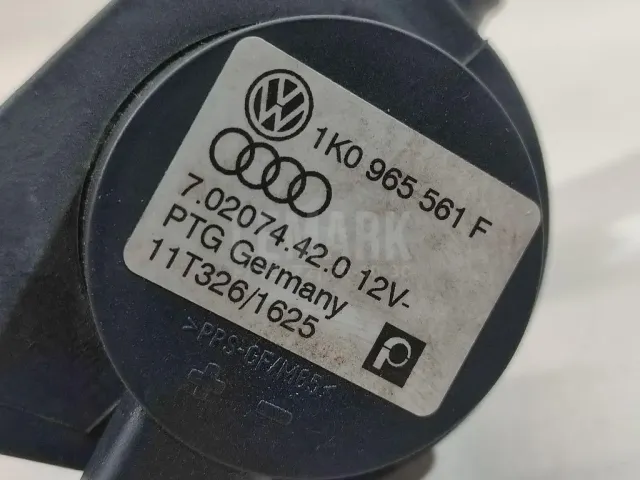 1K0 965 561 F
7.02074.42.0 12V-
PTG Germany
11T326/1625
>PPS-GF/M65<
+ -